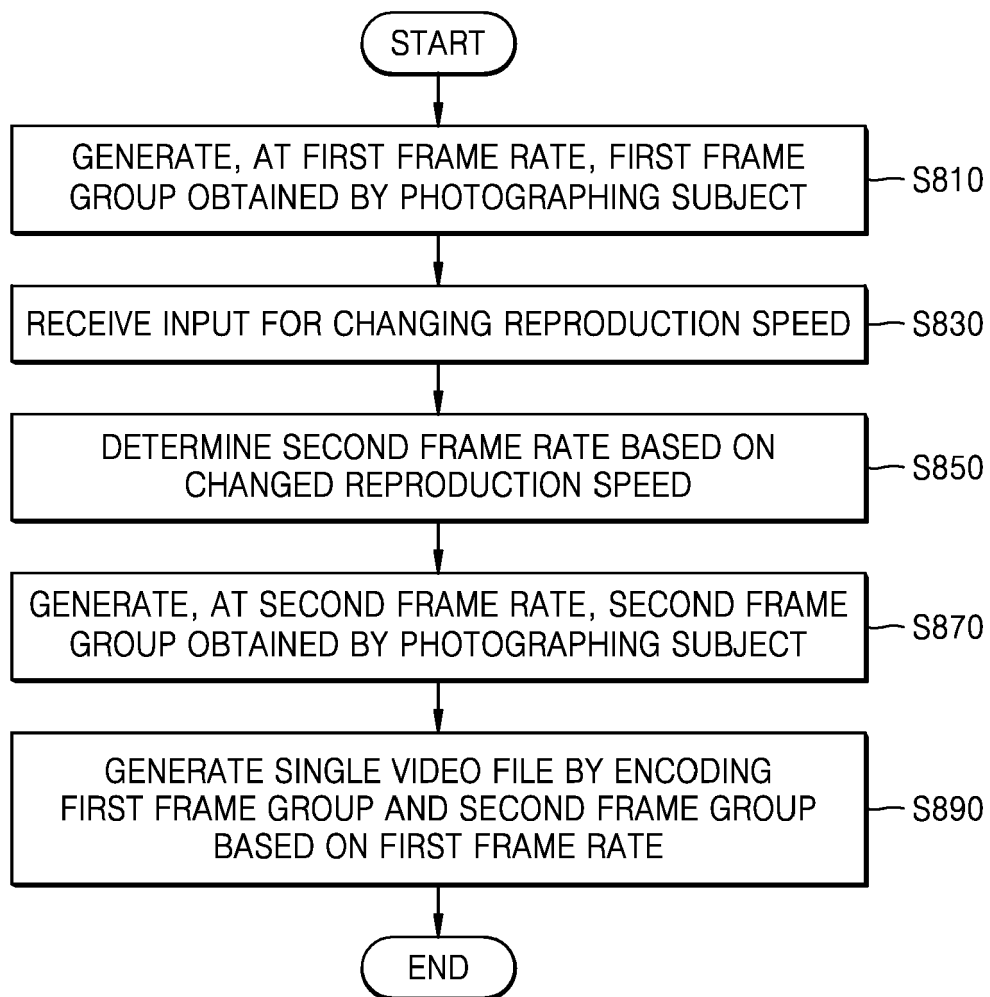 START
GENERATE, AT FIRST FRAME RATE, FIRST FRAME
GROUP OBTAINED BY PHOTOGRAPHING SUBJECT
S810
RECEIVE INPUT FOR CHANGING REPRODUCTION SPEED
S830
DETERMINE SECOND FRAME RATE BASED ON
CHANGED REPRODUCTION SPEED
S850
GENERATE, AT SECOND FRAME RATE, SECOND FRAME
GROUP OBTAINED BY PHOTOGRAPHING SUBJECT
S870
GENERATE SINGLE VIDEO FILE BY ENCODING
FIRST FRAME GROUP AND SECOND FRAME GROUP
BASED ON FIRST FRAME RATE
S890
END